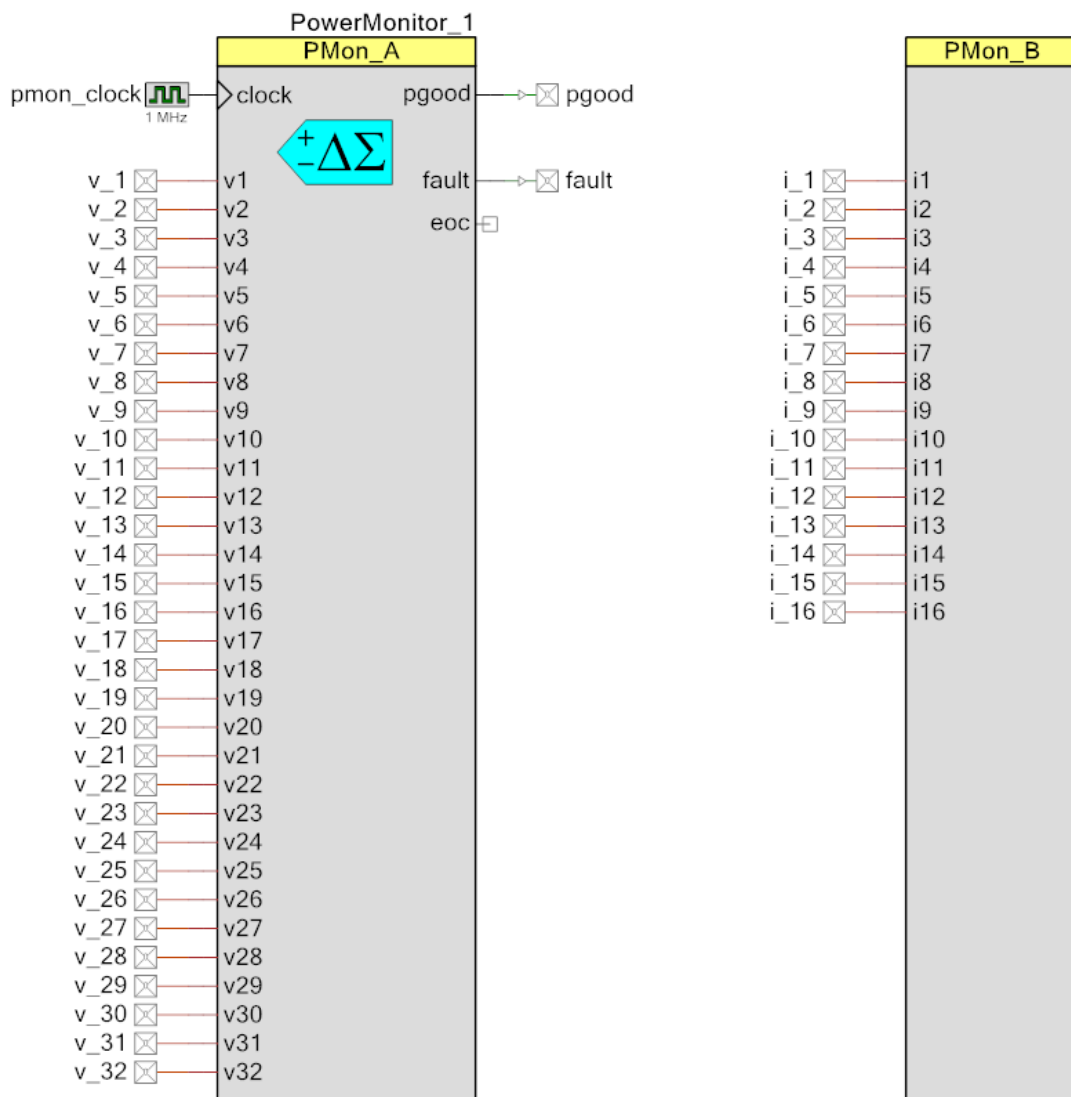 PowerMonitor_1
PMon_A
PMon_B
pmon_clock
1 MHz
clock
pgood
pgood
+
−ΔΣ
fault
fault
eoc
v_1 v1
v_2 v2
v_3 v3
v_4 v4
v_5 v5
v_6 v6
v_7 v7
v_8 v8
v_9 v9
v_10 v10
v_11 v11
v_12 v12
v_13 v13
v_14 v14
v_15 v15
v_16 v16
v_17 v17
v_18 v18
v_19 v19
v_20 v20
v_21 v21
v_22 v22
v_23 v23
v_24 v24
v_25 v25
v_26 v26
v_27 v27
v_28 v28
v_29 v29
v_30 v30
v_31 v31
v_32 v32
i_1 i1
i_2 i2
i_3 i3
i_4 i4
i_5 i5
i_6 i6
i_7 i7
i_8 i8
i_9 i9
i_10 i10
i_11 i11
i_12 i12
i_13 i13
i_14 i14
i_15 i15
i_16 i16